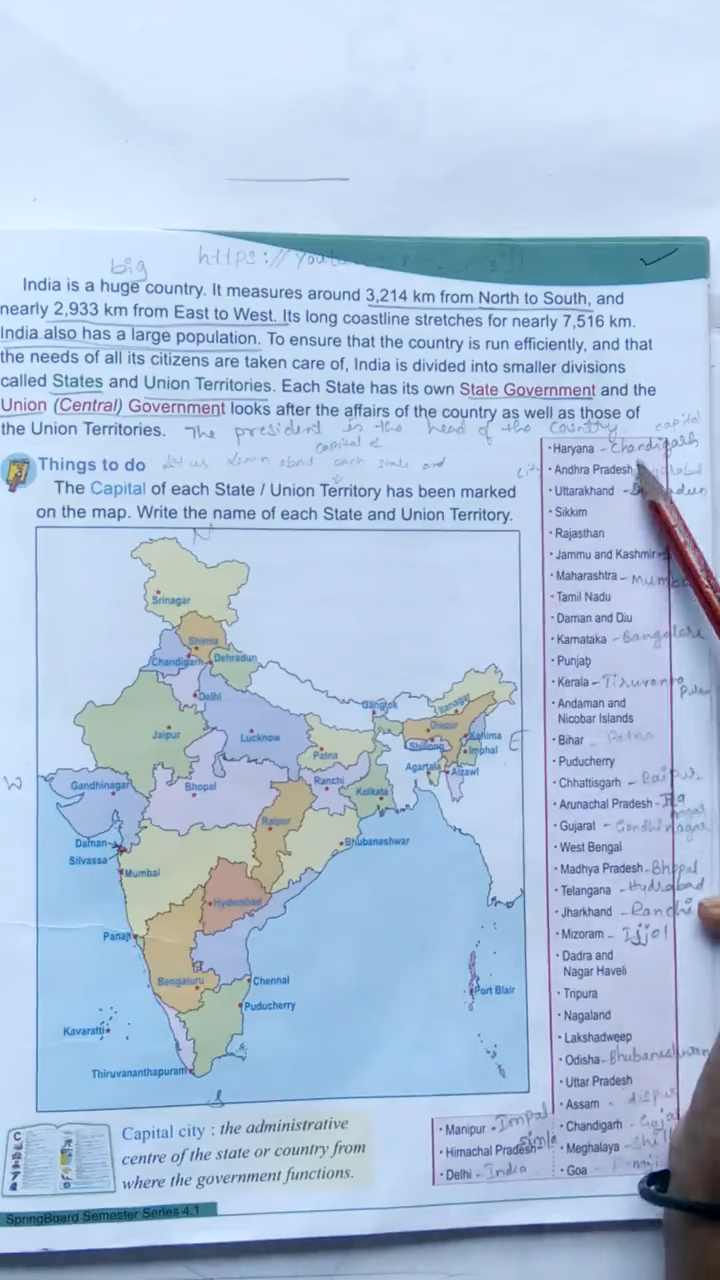 big https://
India is a huge country. It measures around 3,214 km from North to South, and
nearly 2,933 km from East to West. Its long coastline stretches for nearly 7,516 km.
India also has a large population. To ensure that the country is run efficiently, and that
the needs of all its citizens are taken care of, India is divided into smaller divisions
called States and Union Territories. Each State has its own State Government and the
Union (Central) Government looks after the affairs of the country as well as those of
the Union Territories. The president is the head of the country. capital
capital of
Things to do let us learn about each state and city
The Capital of each State / Union Territory has been marked
on the map. Write the name of each State and Union Territory.
N
Srinagar
Shimla
Chandigarh
Dehradun
Delhi
Gangtok
Itanagar
Dispur
Jaipur
Lucknow
Kohima
E
Shillong
Imphal
Patna
Agartala
Aizawl
W
Gandhinagar
Bhopal
Ranchi
Kolkata
Raipur
Daman
Silvassa
Bhubaneshwar
Mumbai
Hyderabad
Panaji
Bengaluru
Chennai
Port Blair
Puducherry
Kavaratti
Thiruvananthapuram
S
• Haryana - Chandigarh
• Andhra Pradesh
• Uttarakhand -
• Sikkim
• Rajasthan
• Jammu and Kashmir
• Maharashtra -
• Tamil Nadu
• Daman and Diu
• Karnataka - Bangalore
• Punjab
• Kerala -
• Andaman and
Nicobar Islands
• Bihar - Patna
• Puducherry
• Chhattisgarh - Raipur
• Arunachal Pradesh -
• Gujarat - Gandhinagar
• West Bengal
• Madhya Pradesh - Bhopal
• Telangana - Hydrabad
• Jharkhand - Ranchi
• Mizoram - Ijjol
• Dadra and
Nagar Haveli
• Tripura
• Nagaland
• Lakshadweep
• Odisha - Bhubaneshwar
• Uttar Pradesh
• Assam - dispur
• Chandigarh -
• Meghalaya -
• Goa -
• Manipur - Impal
• Himachal Pradesh - Simla
• Delhi - India
Capital city : the administrative
centre of the state or country from
where the government functions.
SpringBoard Semester Series 4.1